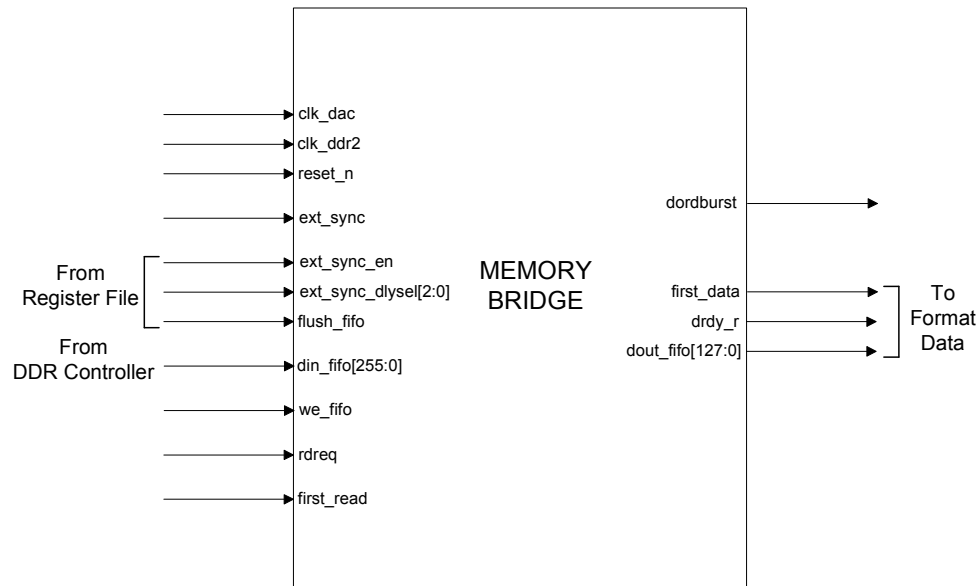 clk_dac
clk_ddr2
reset_n
ext_sync
dordburst
From
Register File
ext_sync_en
ext_sync_dlysel[2:0]
flush_fifo
MEMORY
BRIDGE
first_data
drdy_r
dout_fifo[127:0]
To
Format
Data
From
DDR Controller
din_fifo[255:0]
we_fifo
rdreq
first_read